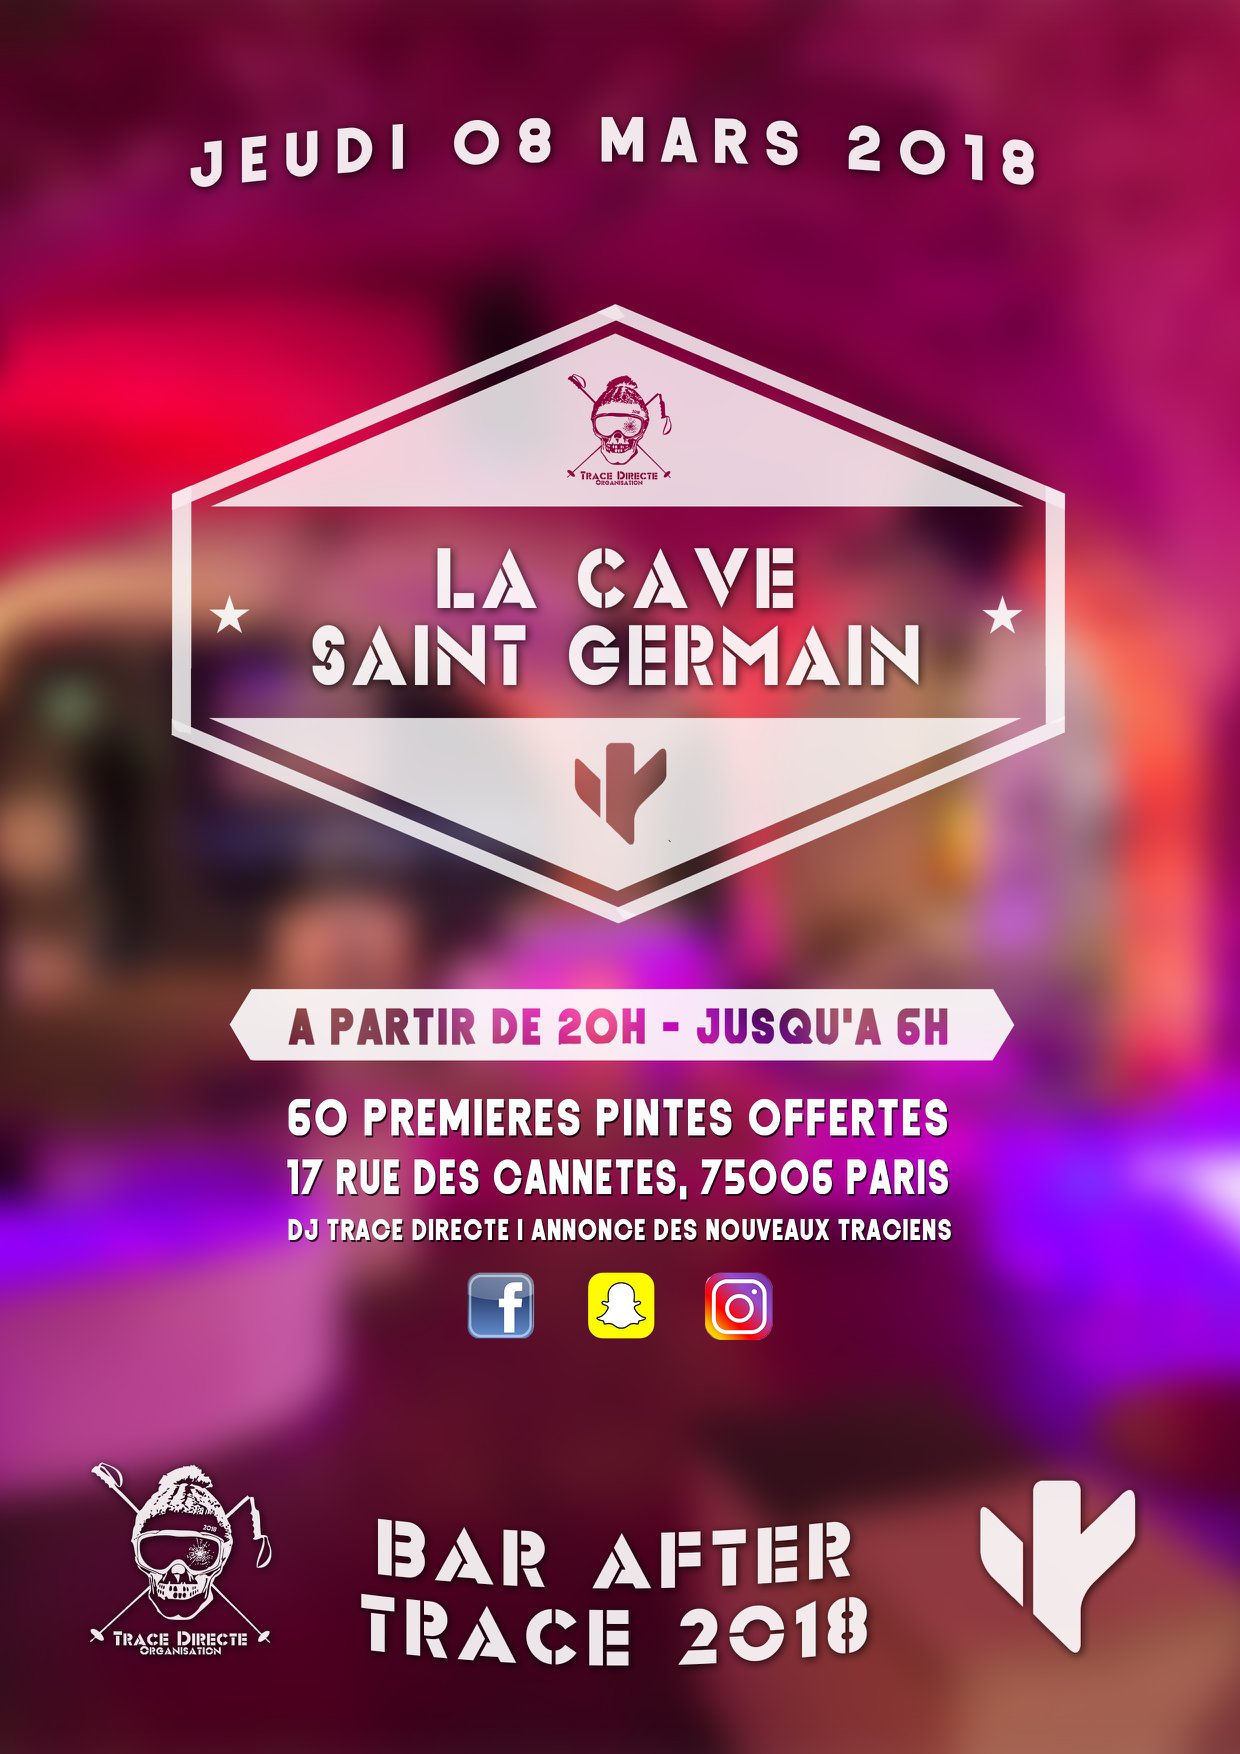 JEUDI 08 MARS 2018
2018
TRACE DIRECTE
ORGANISATION
LA CAVE
SAINT GERMAIN
A PARTIR DE 20H - JUSQU'A 6H
60 PREMIERES PINTES OFFERTES
17 RUE DES CANNETES, 75006 PARIS
DJ TRACE DIRECTE | ANNONCE DES NOUVEAUX TRACIENS
f
2018
TRACE DIRECTE
ORGANISATION
BAR AFTER
TRACE 2018